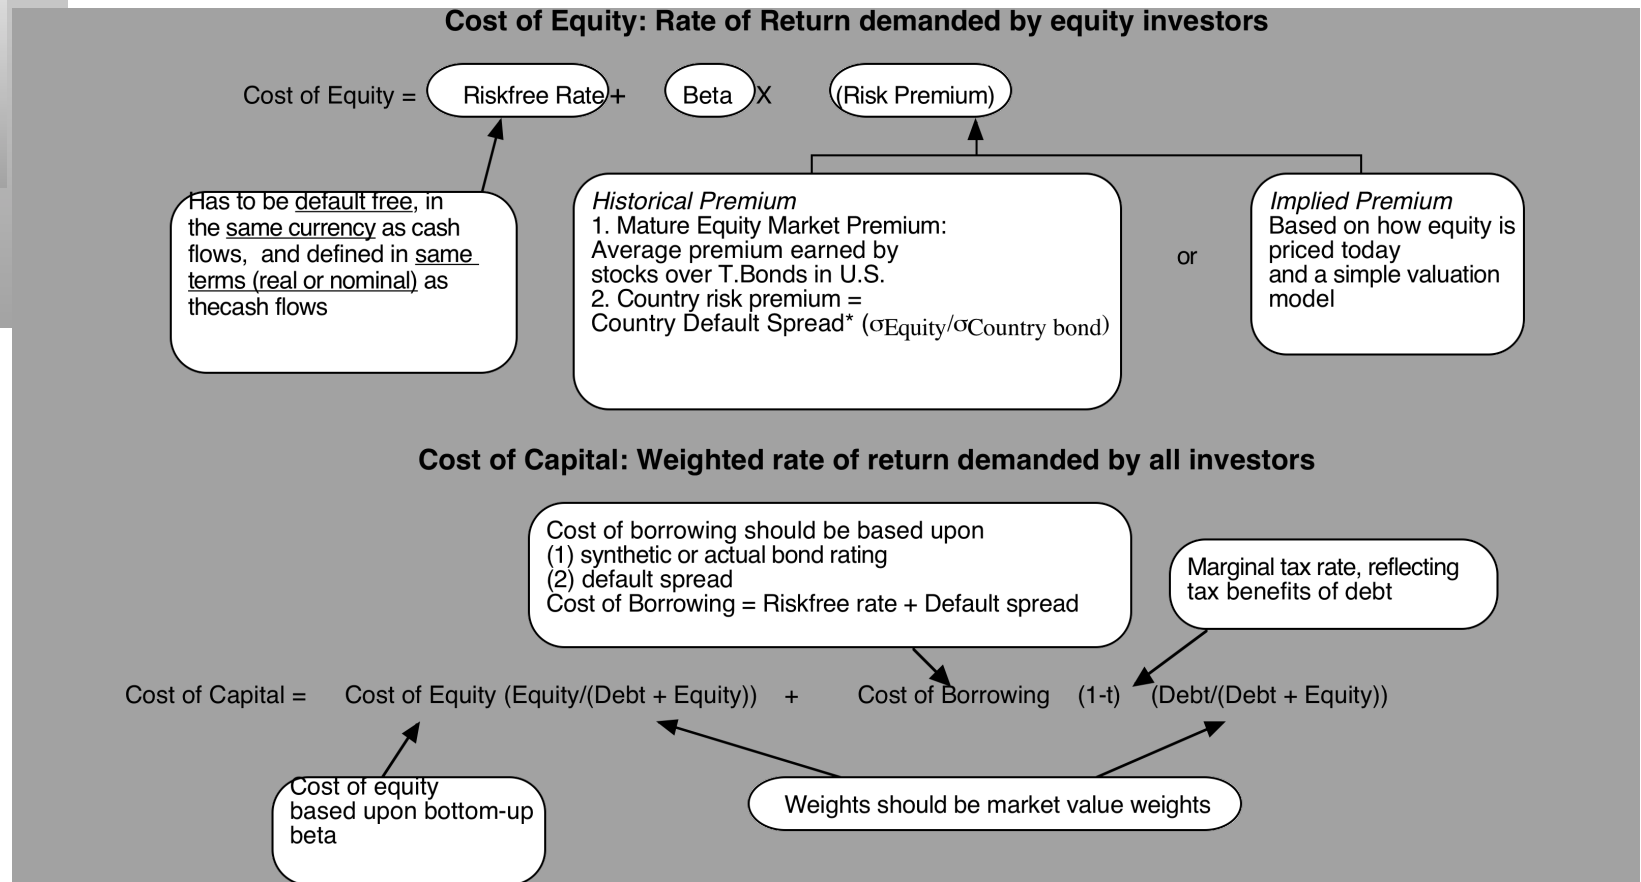 Cost of Equity: Rate of Return demanded by equity investors
Cost of Equity = Riskfree Rate + Beta X (Risk Premium)
Has to be default free, in
the same currency as cash
flows, and defined in same
terms (real or nominal) as
thecash flows
Historical Premium
1. Mature Equity Market Premium:
Average premium earned by
stocks over T.Bonds in U.S.
2. Country risk premium =
Country Default Spread* (σEquity/σCountry bond)
or
Implied Premium
Based on how equity is
priced today
and a simple valuation
model
Cost of Capital: Weighted rate of return demanded by all investors
Cost of borrowing should be based upon
(1) synthetic or actual bond rating
(2) default spread
Cost of Borrowing = Riskfree rate + Default spread
Marginal tax rate, reflecting
tax benefits of debt
Cost of Capital = Cost of Equity (Equity/(Debt + Equity)) + Cost of Borrowing (1-t) (Debt/(Debt + Equity))
Cost of equity
based upon bottom-up
beta
Weights should be market value weights